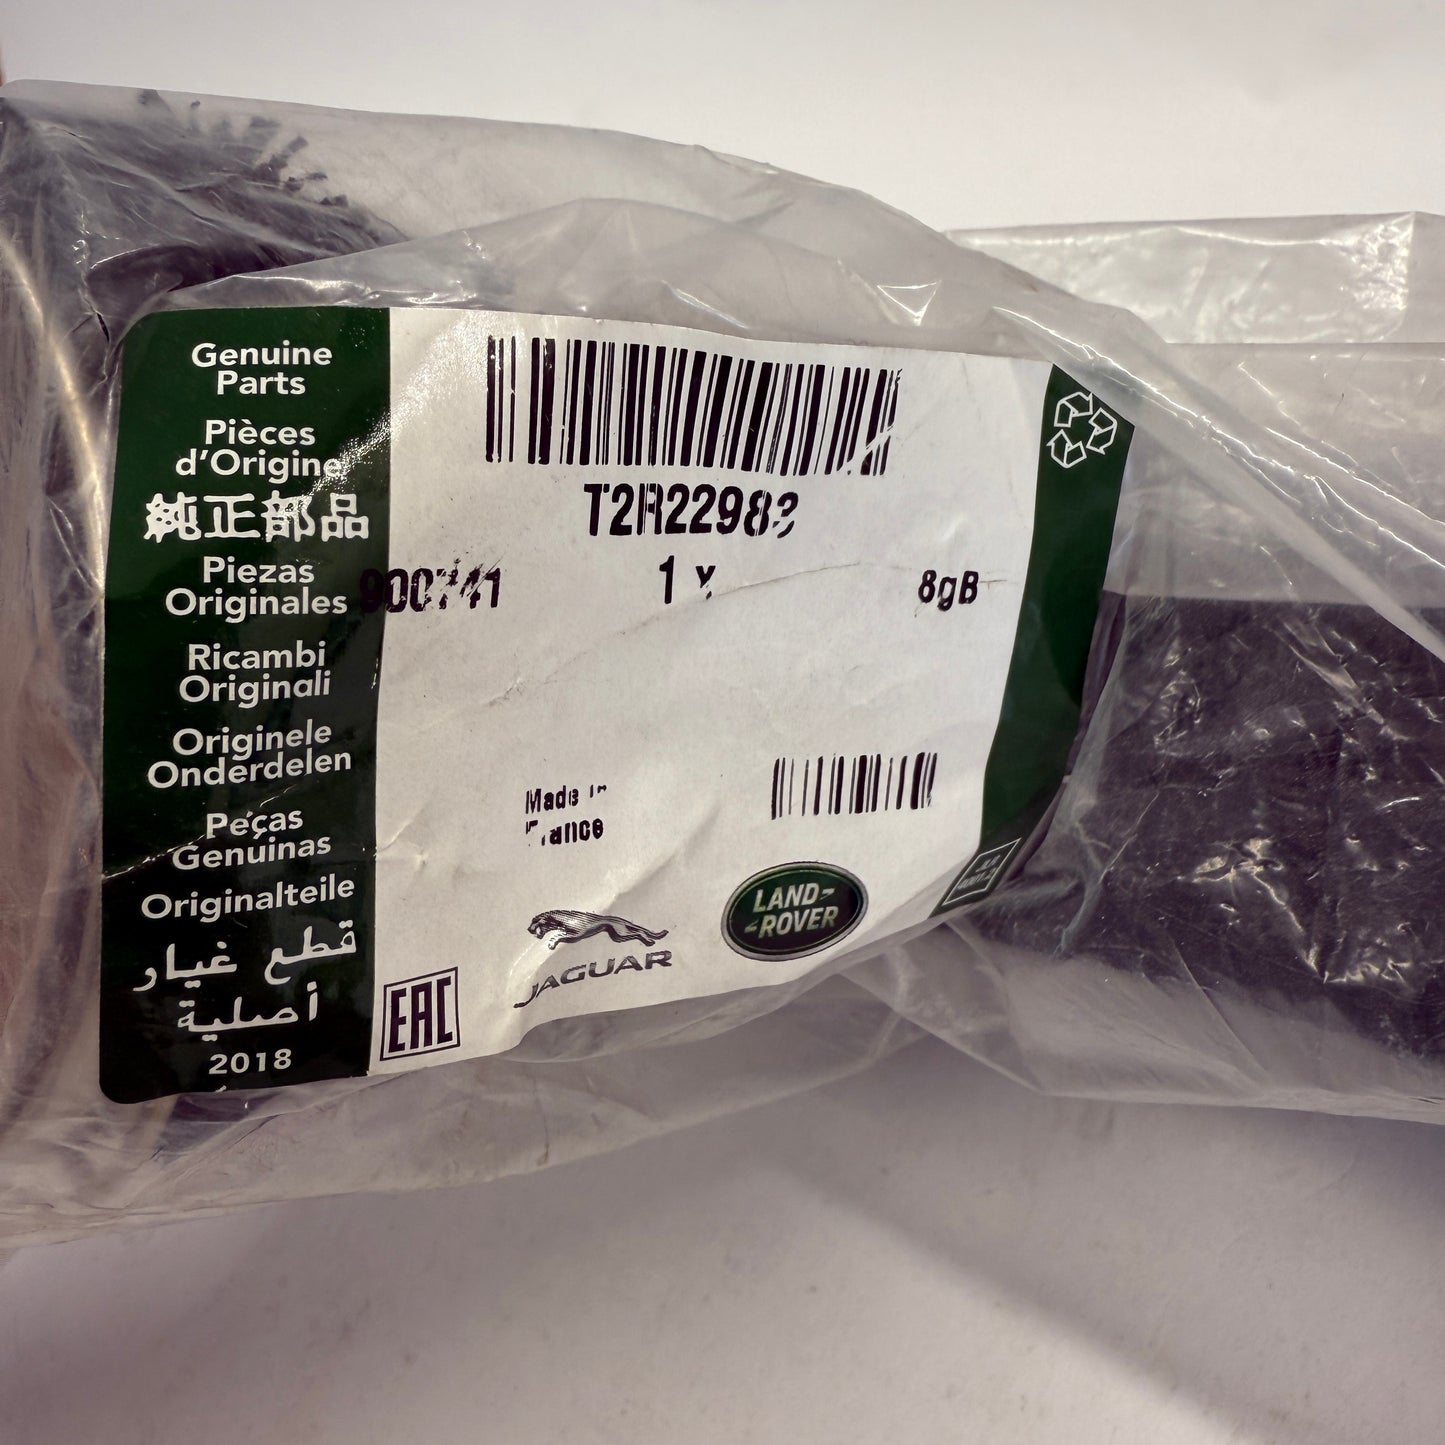 Genuine
Parts
Pièces
d'Origine
純正部品
Piezas
Originales
Ricambi
Originali
Originele
Onderdelen
Peças
Genuinas
Originalteile
قطع غيار
أصلية
2018
T2R22983
900741
1 x
8gB
Made in
France
EAC
JAGUAR
LAND-
-ROVER